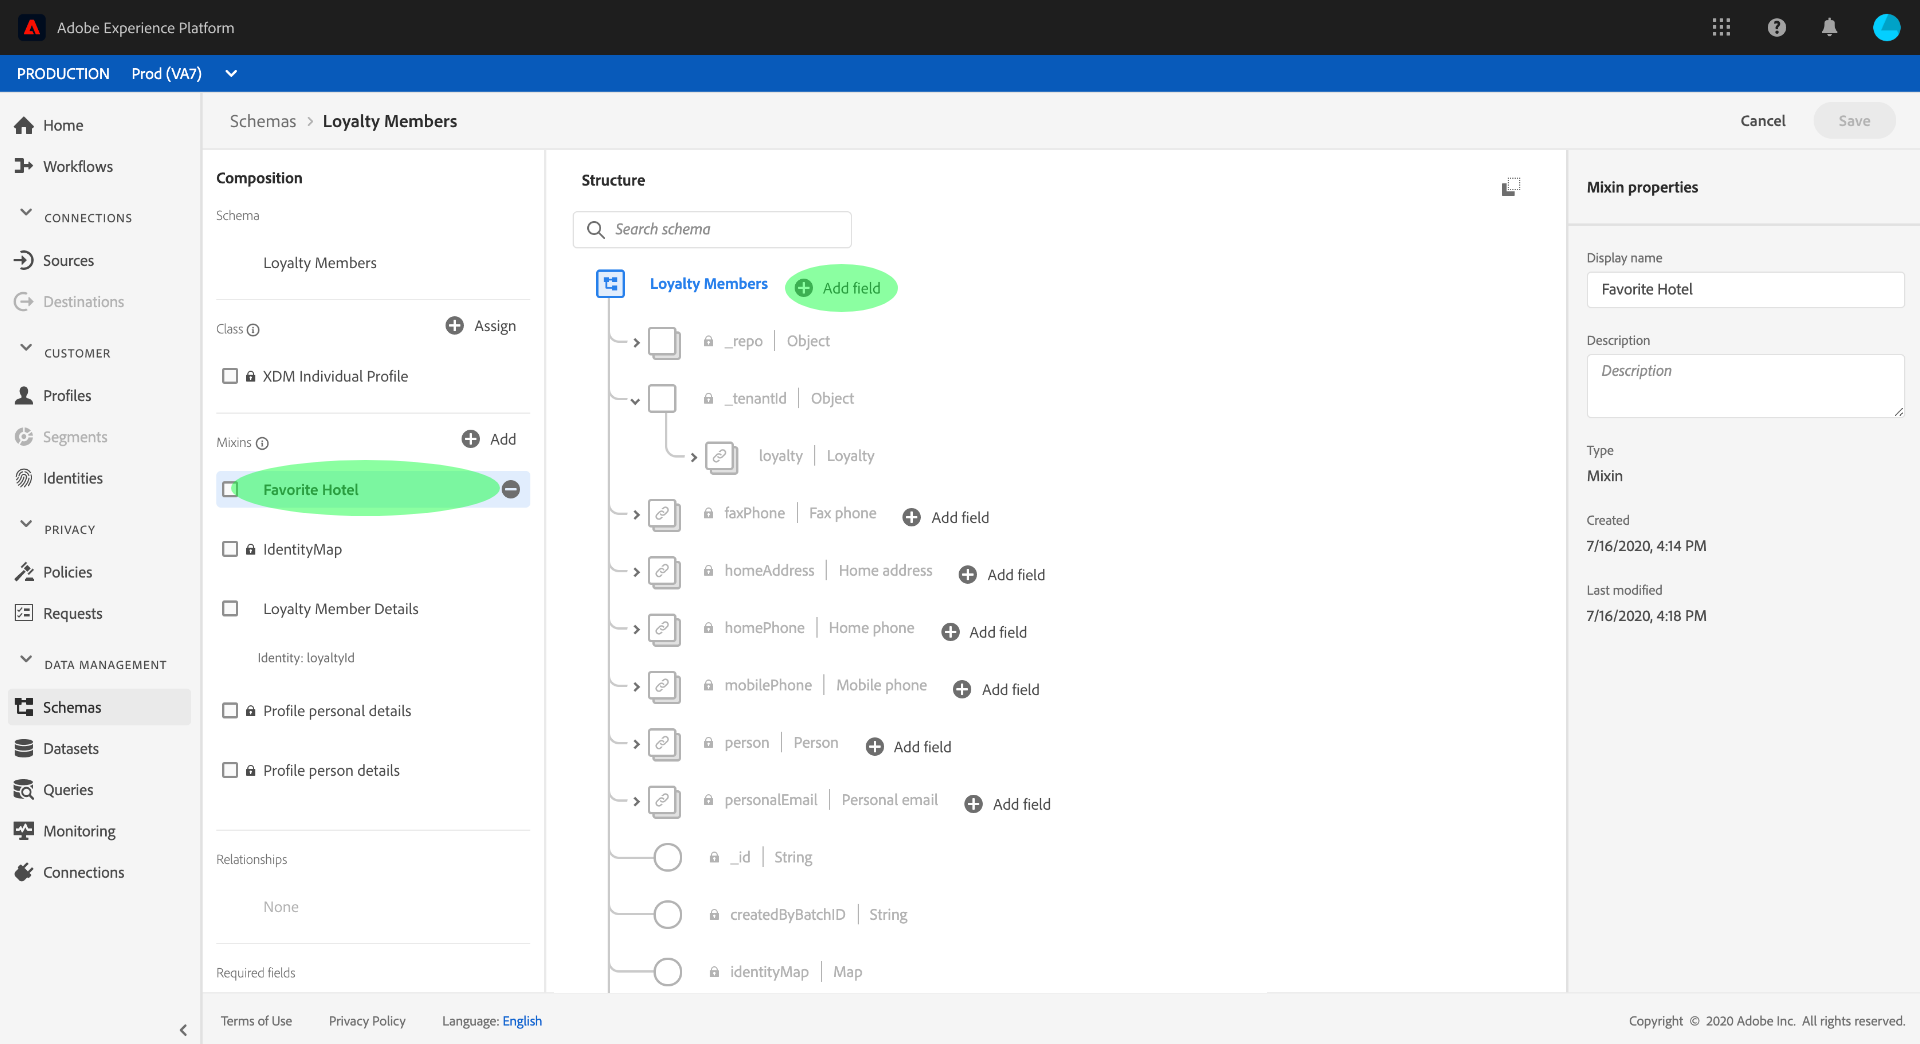 Adobe Experience Platform
PRODUCTION Prod (VA7)
Home
Workflows
CONNECTIONS
Sources
Destinations
CUSTOMER
Profiles
Segments
Identities
PRIVACY
Policies
Requests
DATA MANAGEMENT
Schemas
Datasets
Queries
Monitoring
Connections
Schemas > Loyalty Members
Cancel
Save
Composition
Schema
Loyalty Members
Class
Assign
XDM Individual Profile
Mixins
Add
Favorite Hotel
IdentityMap
Loyalty Member Details
Identity: loyaltyId
Profile personal details
Profile person details
Relationships
None
Required fields
Structure
Search schema
Loyalty Members Add field
_repo | Object
_tenantId | Object
loyalty | Loyalty
faxPhone | Fax phone Add field
homeAddress | Home address Add field
homePhone | Home phone Add field
mobilePhone | Mobile phone Add field
person | Person Add field
personalEmail | Personal email Add field
_id | String
createdByBatchID | String
identityMap | Map
Mixin properties
Display name
Favorite Hotel
Description
Description
Type
Mixin
Created
7/16/2020, 4:14 PM
Last modified
7/16/2020, 4:18 PM
Terms of Use Privacy Policy Language: English
Copyright © 2020 Adobe Inc. All rights reserved.